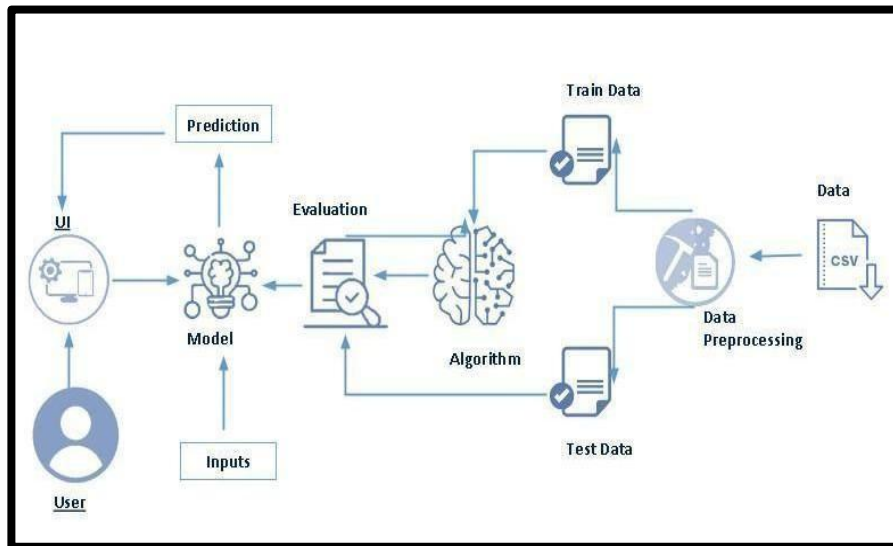 Train Data
Prediction
Data
Evaluation
UI
CSV
Data
Preprocessing
Model
Algorithm
Inputs
Test Data
User